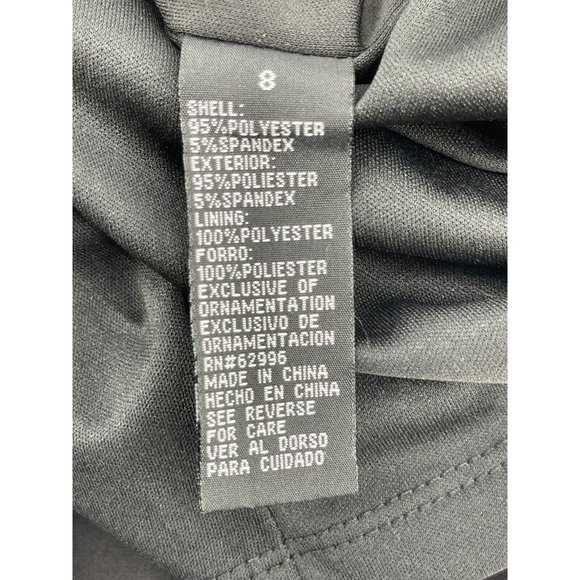 8
SHELL:
95%POLYESTER
5%SPANDEX
EXTERIOR:
95%POLIESTER
5%SPANDEX
LINING:
100%POLYESTER
FORRO:
100%POLIESTER
EXCLUSIVE OF
ORNAMENTATION
EXCLUSIVO DE
ORNAMENTACION
RN#62996
MADE IN CHINA
HECHO EN CHINA
SEE REVERSE
FOR CARE
VER AL DORSO
PARA CUIDADO